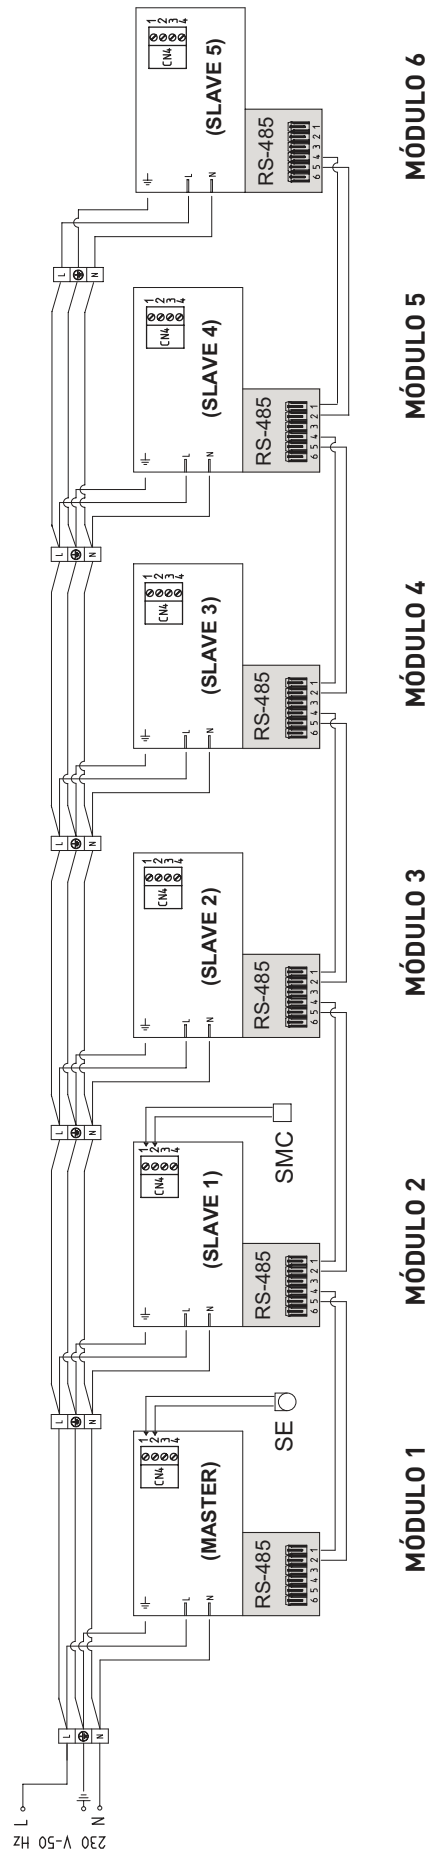 L
N
230 V-50 Hz
L
N
L
N
(MASTER)
CN4
1
2
3
4
RS-485
6 5 4 3 2 1
SE
MÓDULO 1
L
N
L
N
(SLAVE 1)
CN4
1
2
3
4
RS-485
6 5 4 3 2 1
SMC
MÓDULO 2
L
N
L
N
(SLAVE 2)
CN4
1
2
3
4
RS-485
6 5 4 3 2 1
MÓDULO 3
L
N
L
N
(SLAVE 3)
CN4
1
2
3
4
RS-485
6 5 4 3 2 1
MÓDULO 4
L
N
L
N
(SLAVE 4)
CN4
1
2
3
4
RS-485
6 5 4 3 2 1
MÓDULO 5
L
N
L
N
(SLAVE 5)
CN4
1
2
3
4
RS-485
6 5 4 3 2 1
MÓDULO 6